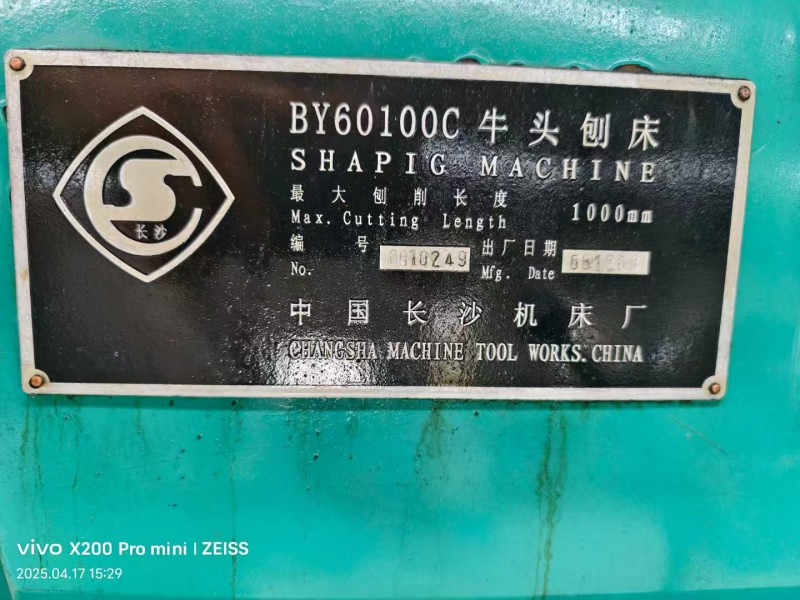 BY60100C 牛头刨床
SHAPIG MACHINE
最大刨削长度
Max. Cutting Length 1000mm
编号 出厂日期
No. Mfg. Date
长沙
中国长沙机床厂
CHANGSHA MACHINE TOOL WORKS. CHINA
vivo X200 Pro mini | ZEISS
2025.04.17 15:29